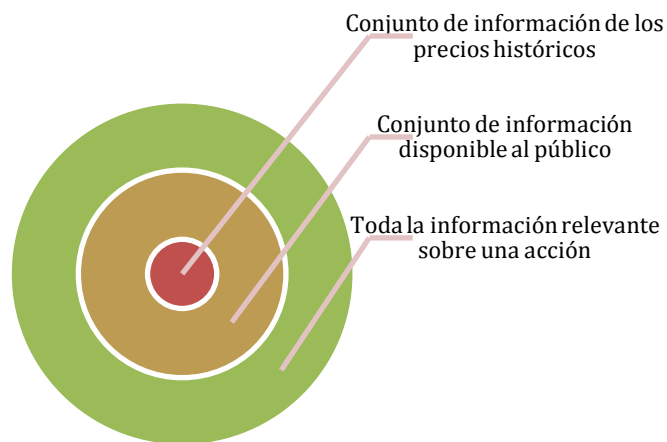 Conjunto de información de los
precios históricos
Conjunto de información
disponible al público
Toda la información relevante
sobre una acción